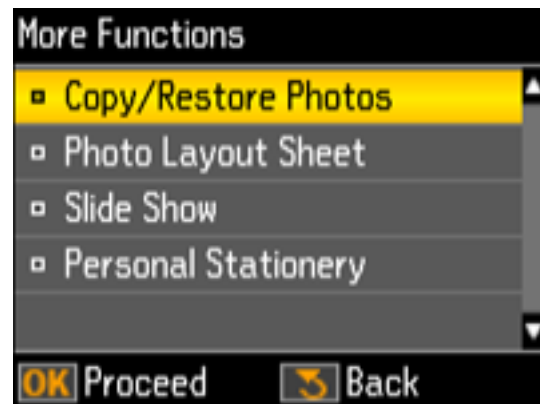 More Functions
Copy/Restore Photos
Photo Layout Sheet
Slide Show
Personal Stationery
OK Proceed Back